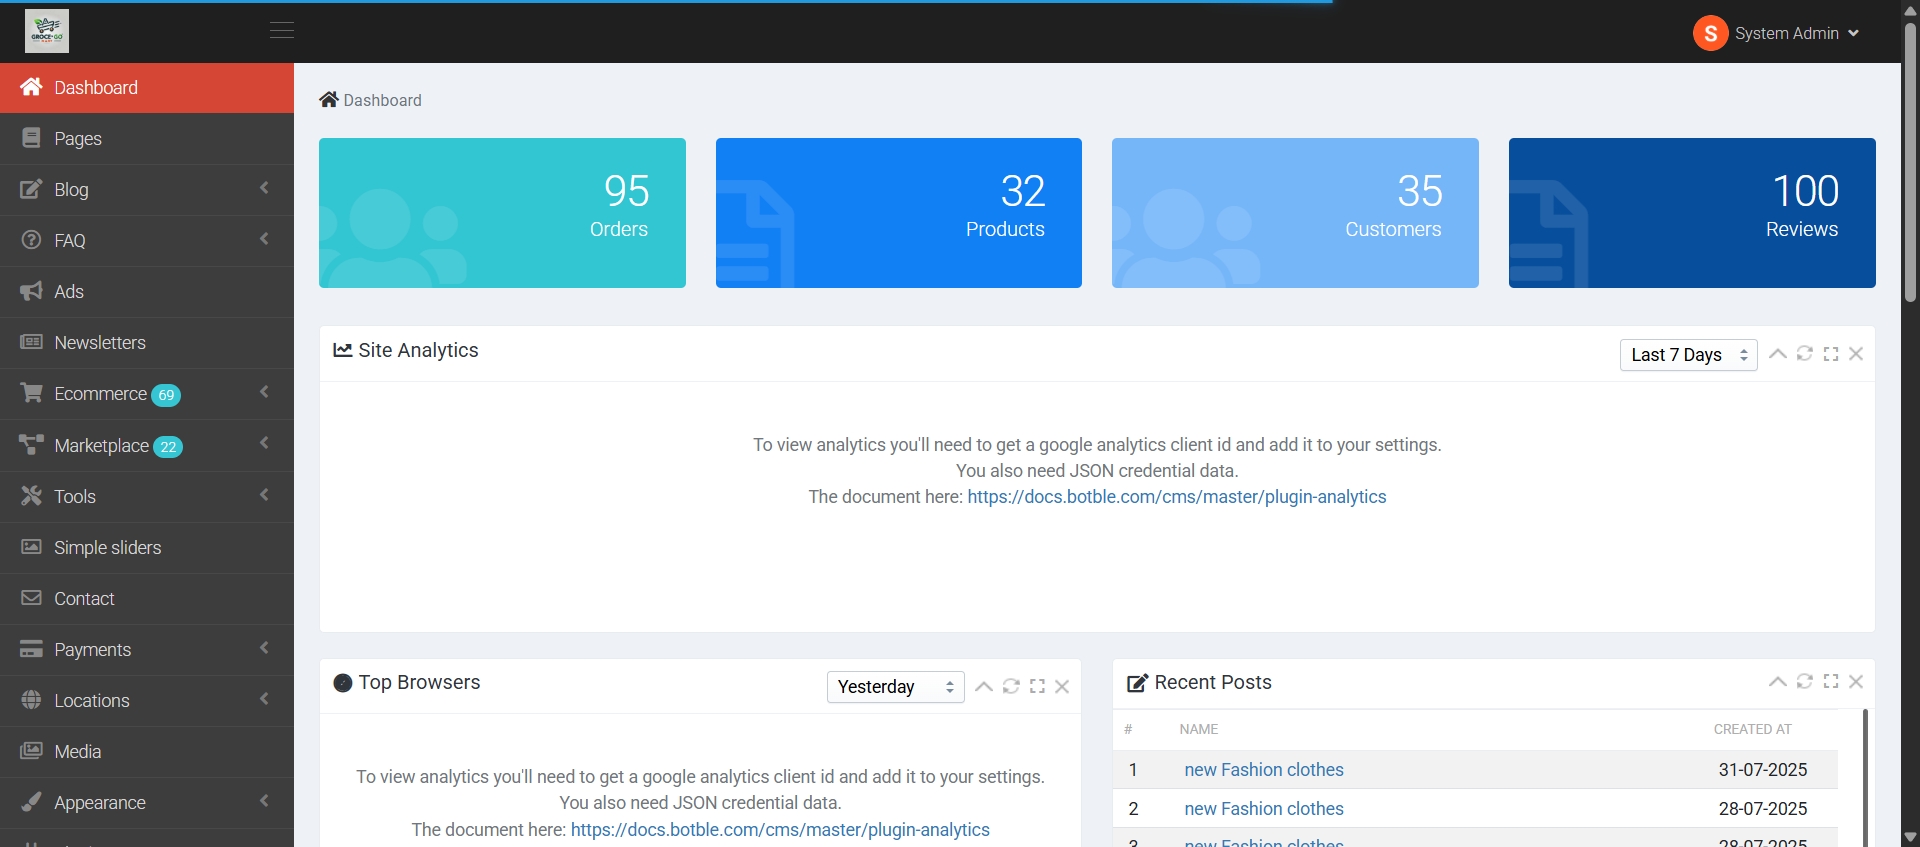 GROCE GO
S System Admin
Dashboard
Pages
Blog
FAQ
Ads
Newsletters
Ecommerce 69
Marketplace 22
Tools
Simple sliders
Contact
Payments
Locations
Media
Appearance
Dashboard
95
Orders
32
Products
35
Customers
100
Reviews
Site Analytics
Last 7 Days
To view analytics you'll need to get a google analytics client id and add it to your settings.
You also need JSON credential data.
The document here: https://docs.botble.com/cms/master/plugin-analytics
Top Browsers
Yesterday
To view analytics you'll need to get a google analytics client id and add it to your settings.
You also need JSON credential data.
The document here: https://docs.botble.com/cms/master/plugin-analytics
Recent Posts
# NAME CREATED AT
1 new Fashion clothes 31-07-2025
2 new Fashion clothes 28-07-2025
3 new Fashion clothes 28-07-2025